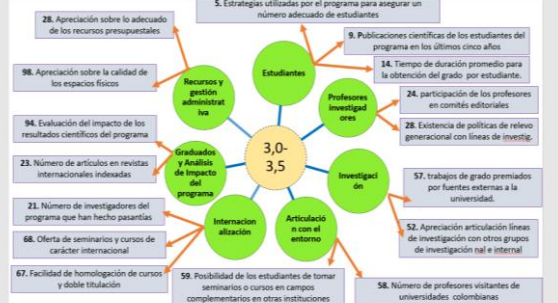 5. Estrategias utilizadas por el programa para asegurar un
número adecuado de estudiantes
28. Apreciación sobre lo adecuado
de los recursos presupuestales
9. Publicaciones científicas de los estudiantes del
programa en los últimos cinco años
14. Tiempo de duración promedio para
la obtención del grado por estudiante.
98. Apreciación sobre la calidad de
los espacios físicos
Recursos y
gestión
administrat
iva
Estudiantes
Profesores
investigad
ores
24. participación de los profesores
en comités editoriales
28. Existencia de políticas de relevo
generacional con líneas de investig.
94. Evaluación del impacto de los
resultados científicos del programa
23. Número de artículos en revistas
internacionales indexadas
Graduados
y Análisis
de Impacto
del
programa
3,0-
3,5
Investigaci
ón
57. trabajos de grado premiados
por fuentes externas a la
universidad.
21. Número de investigadores del
programa que han hecho pasantías
68. Oferta de seminarios y cursos de
carácter internacional
67. Facilidad de homologación de cursos
y doble titulación
Internacion
alización
Articulació
n con el
entorno
52. Apreciación articulación líneas
de investigación con otros grupos
de investigación nal e internal
59. Posibilidad de los estudiantes de tomar
seminarios o cursos en campos
complementarios en otras instituciones
58. Número de profesores visitantes de
universidades colombianas